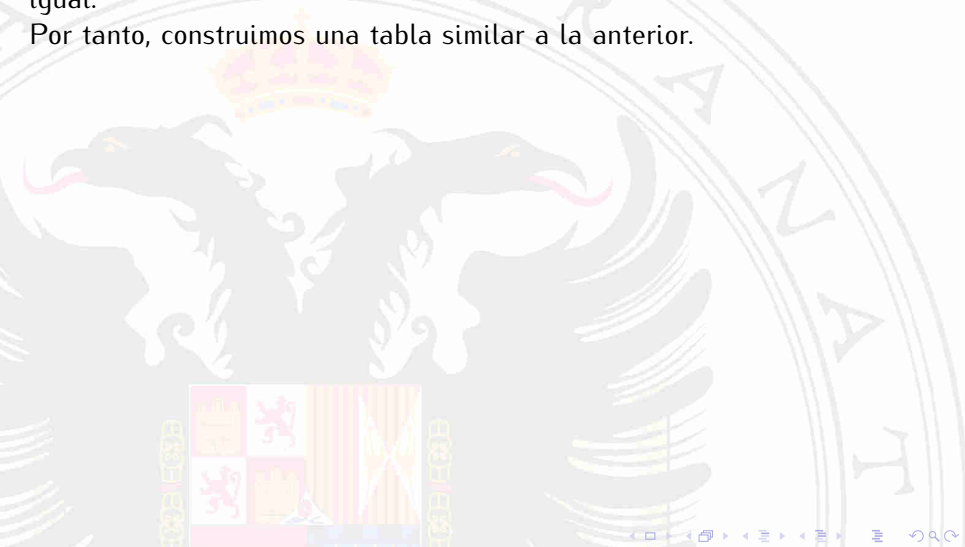 igual.
Por tanto, construimos una tabla similar a la anterior.
R A N A T